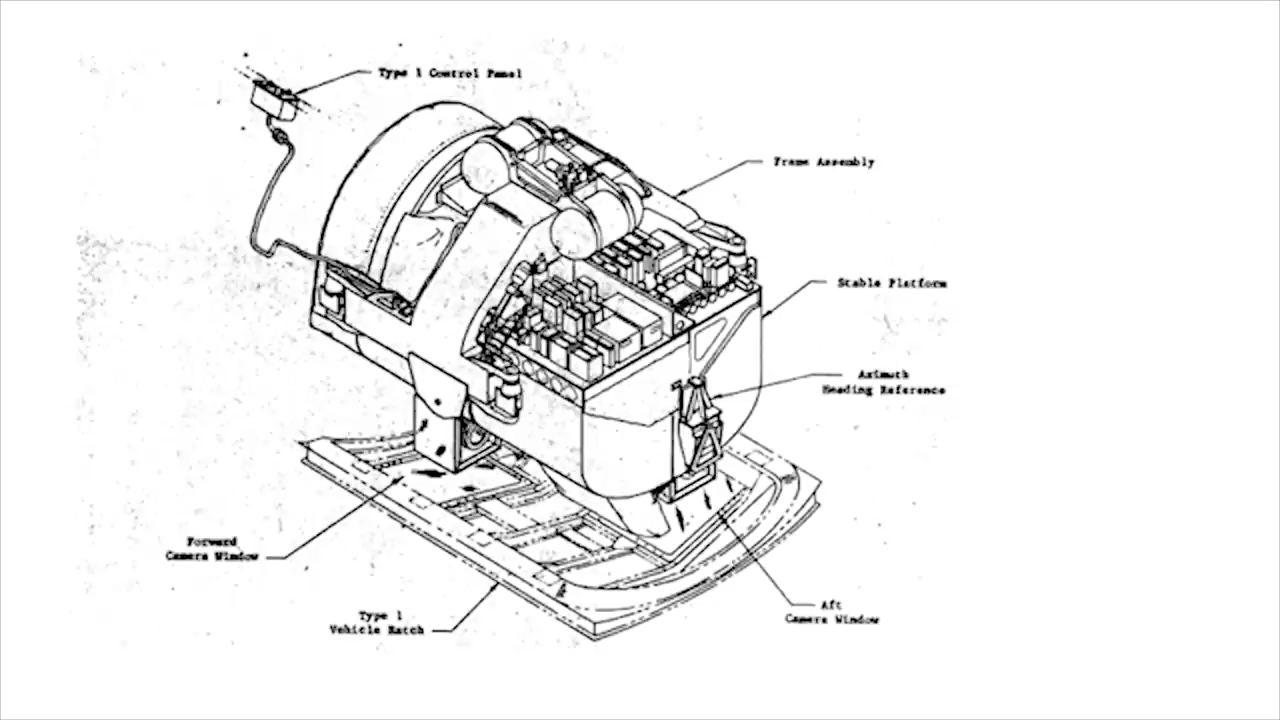 Type 1 Control Panel
Frame Assembly
Stable Platform
Azimuth
Heading Reference
Forward
Camera Window
Type 1
Vehicle Hatch
Aft
Camera Window